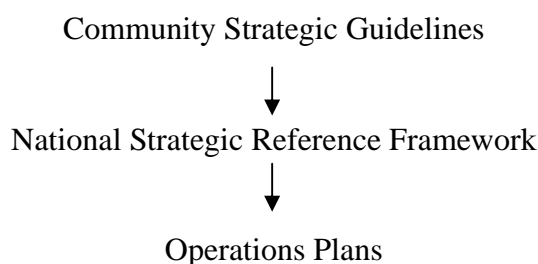 Community Strategic Guidelines
National Strategic Reference Framework
Operations Plans